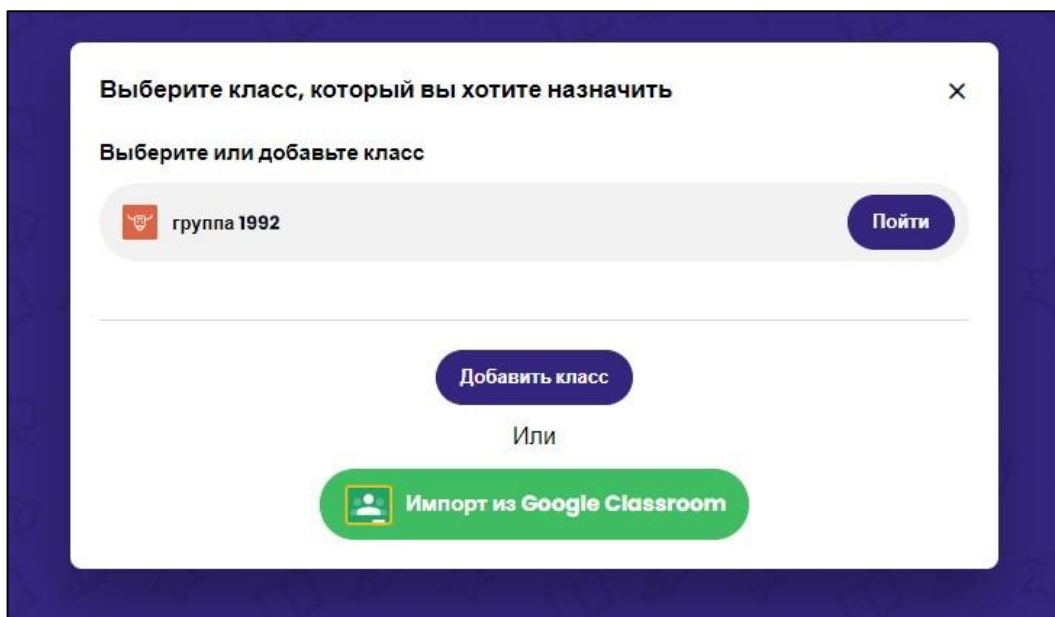 Выберите класс, который вы хотите назначить
Выберите или добавьте класс
группа 1992
Пойти
Добавить класс
Или
Импорт из Google Classroom